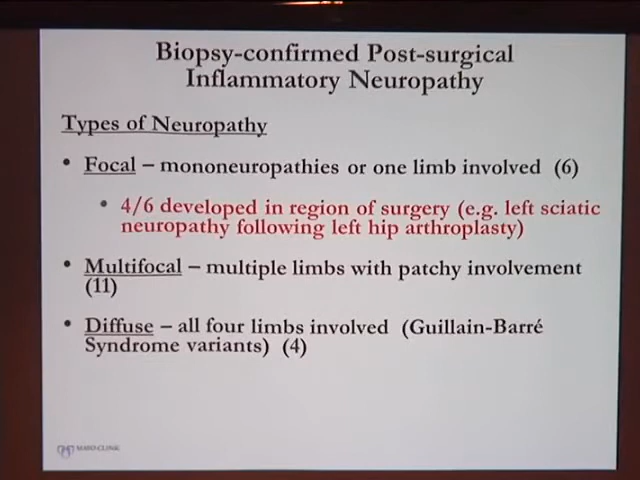 Biopsy-confirmed Post-surgical
Inflammatory Neuropathy
Types of Neuropathy
• Focal – mononeuropathies or one limb involved (6)
• 4/6 developed in region of surgery (e.g. left sciatic
neuropathy following left hip arthroplasty)
• Multifocal – multiple limbs with patchy involvement
(11)
• Diffuse – all four limbs involved (Guillain-Barré
Syndrome variants) (4)
MAYO CLINIC